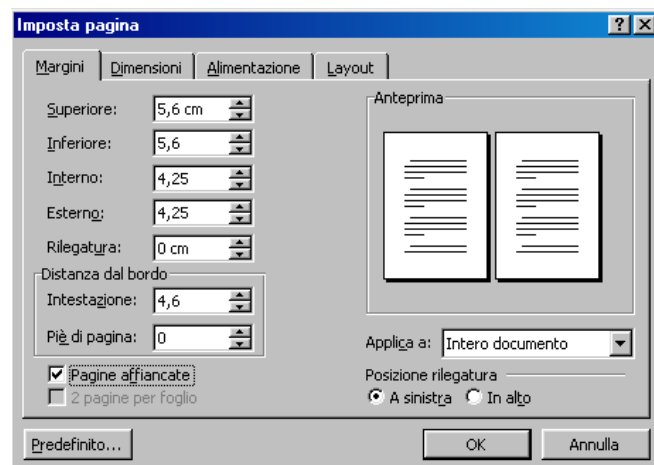 Imposta pagina
Margini Dimensioni Alimentazione Layout
Superiore: 5,6 cm
Inferiore: 5,6
Interno: 4,25
Esterno: 4,25
Rilegatura: 0 cm
Distanza dal bordo
Intestazione: 4,6
Piè di pagina: 0
Pagine affiancate
2 pagine per foglio
Anteprima
Applica a: Intero documento
Posizione rilegatura
A sinistra In alto
Predefinito... OK Annulla